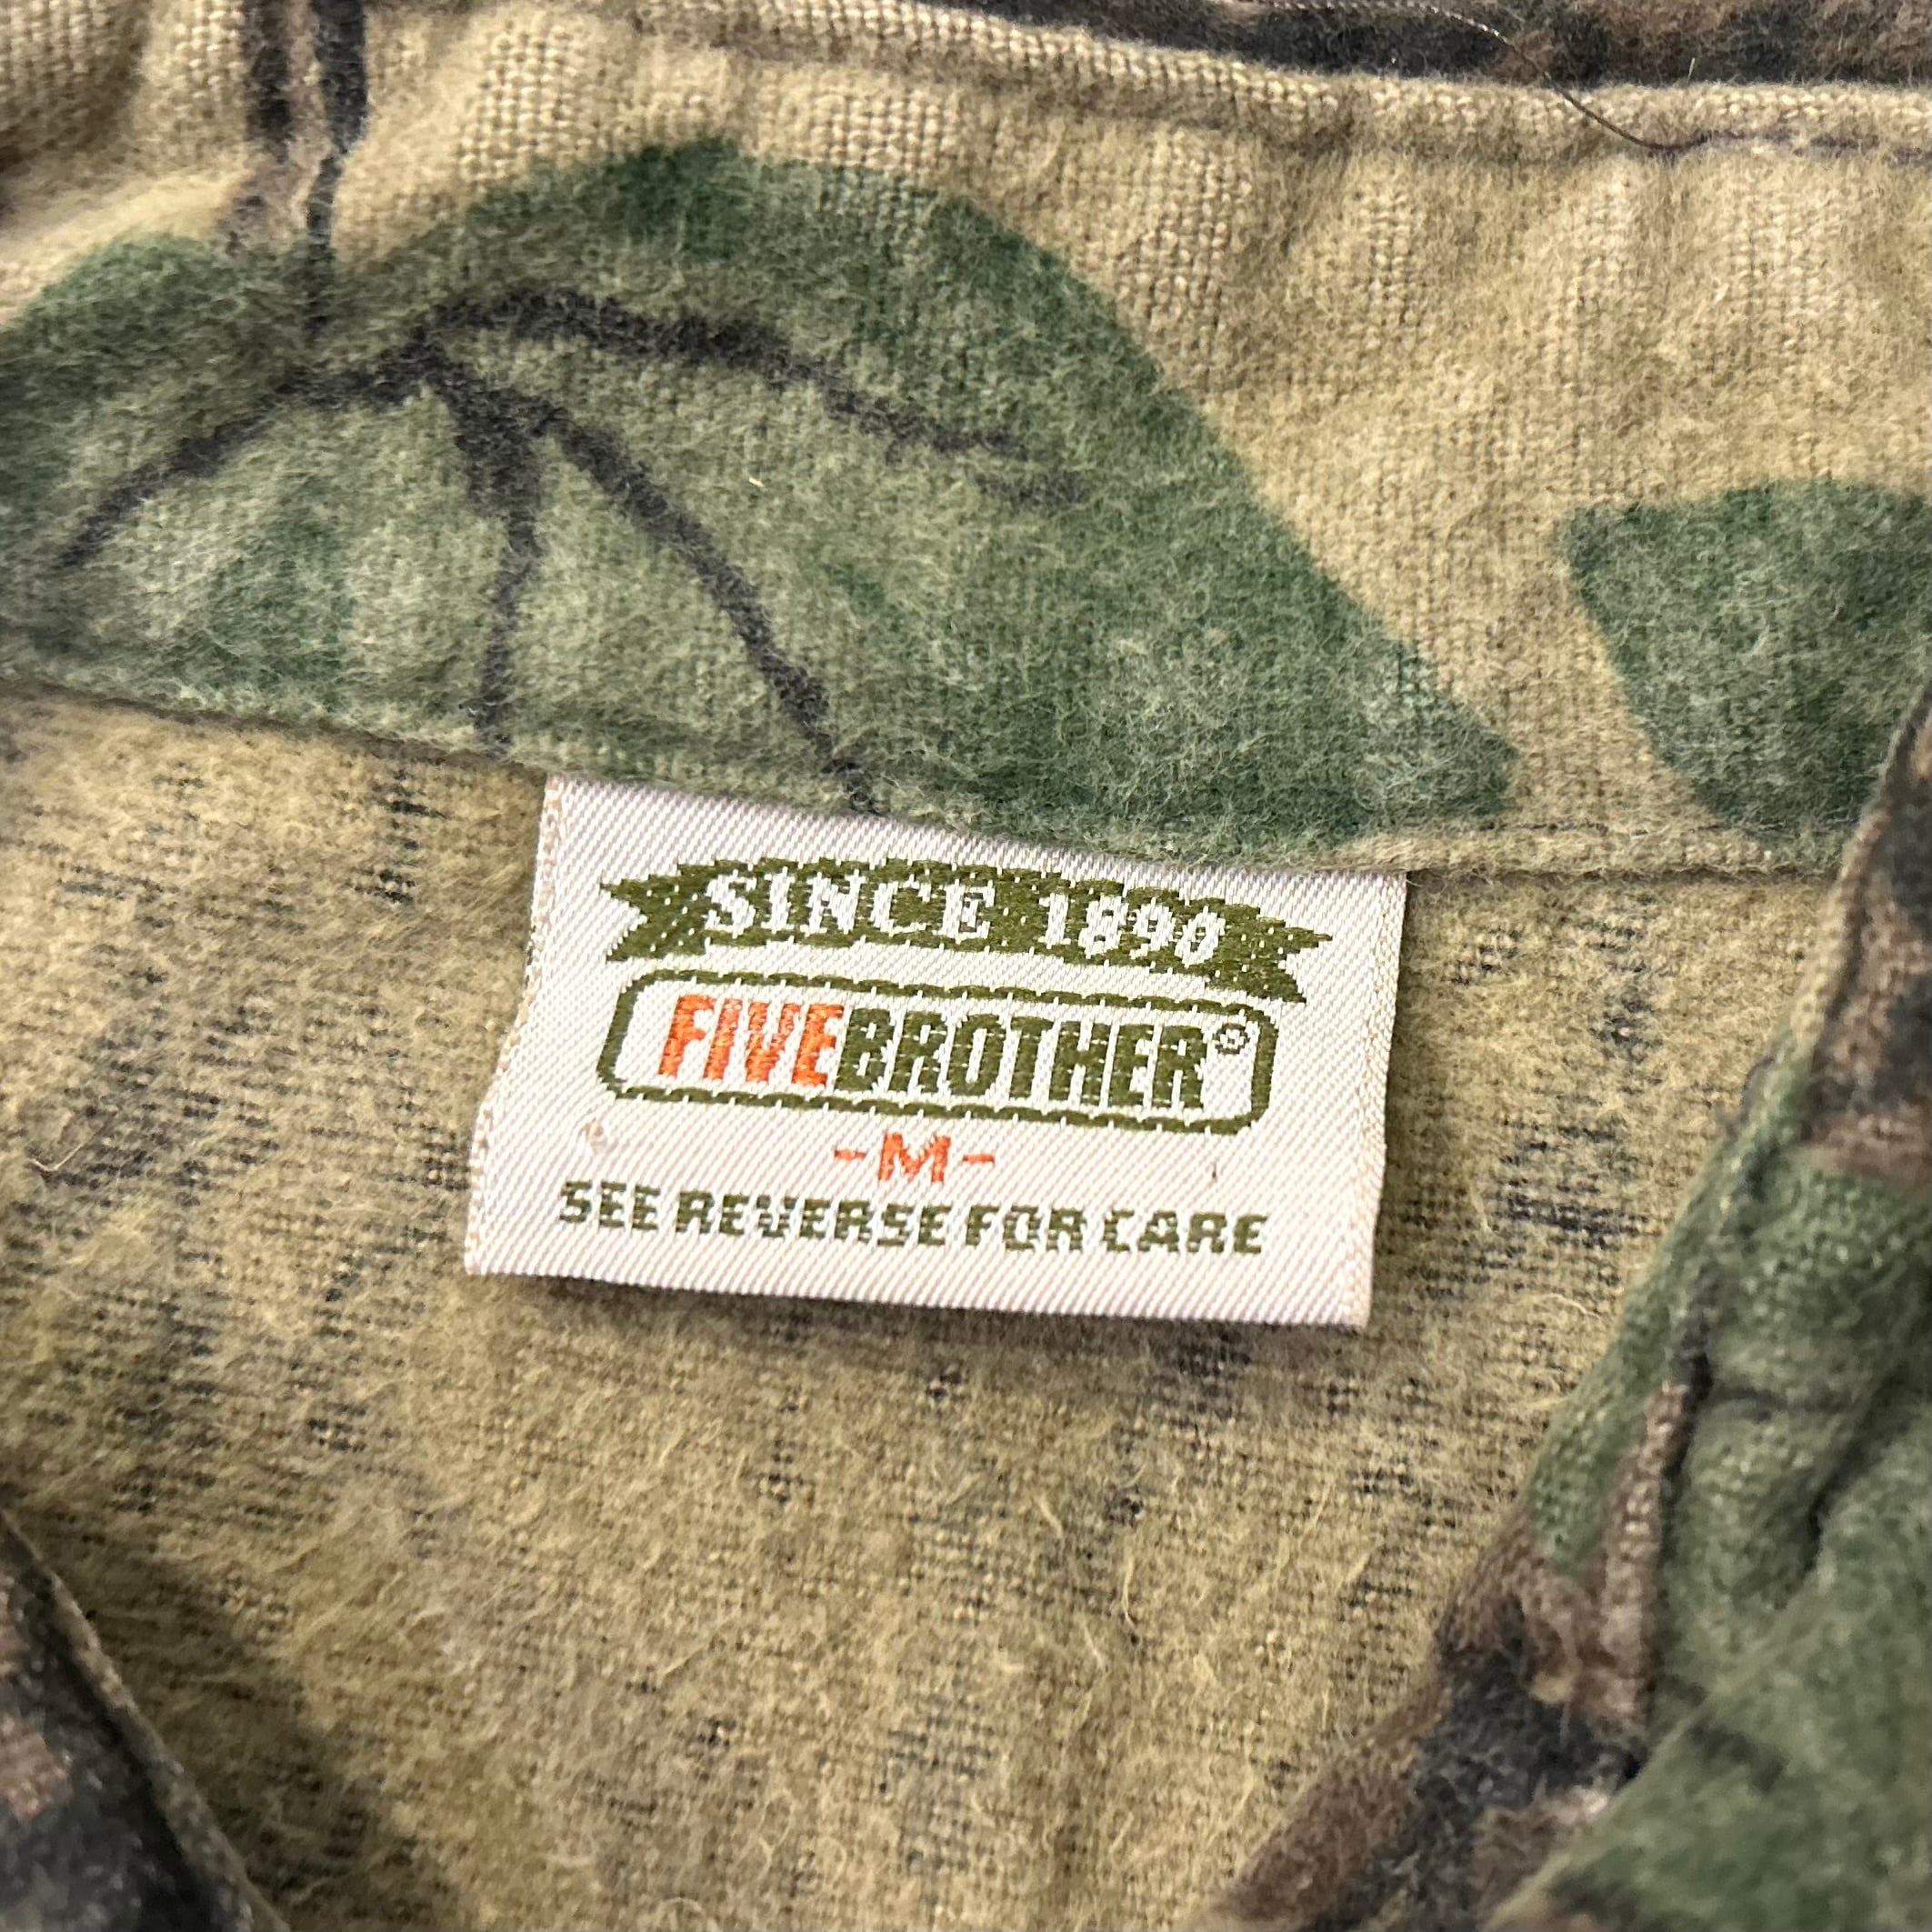 SINCE 1890
FIVEBROTHER®
-M-
SEE REVERSE FOR CARE